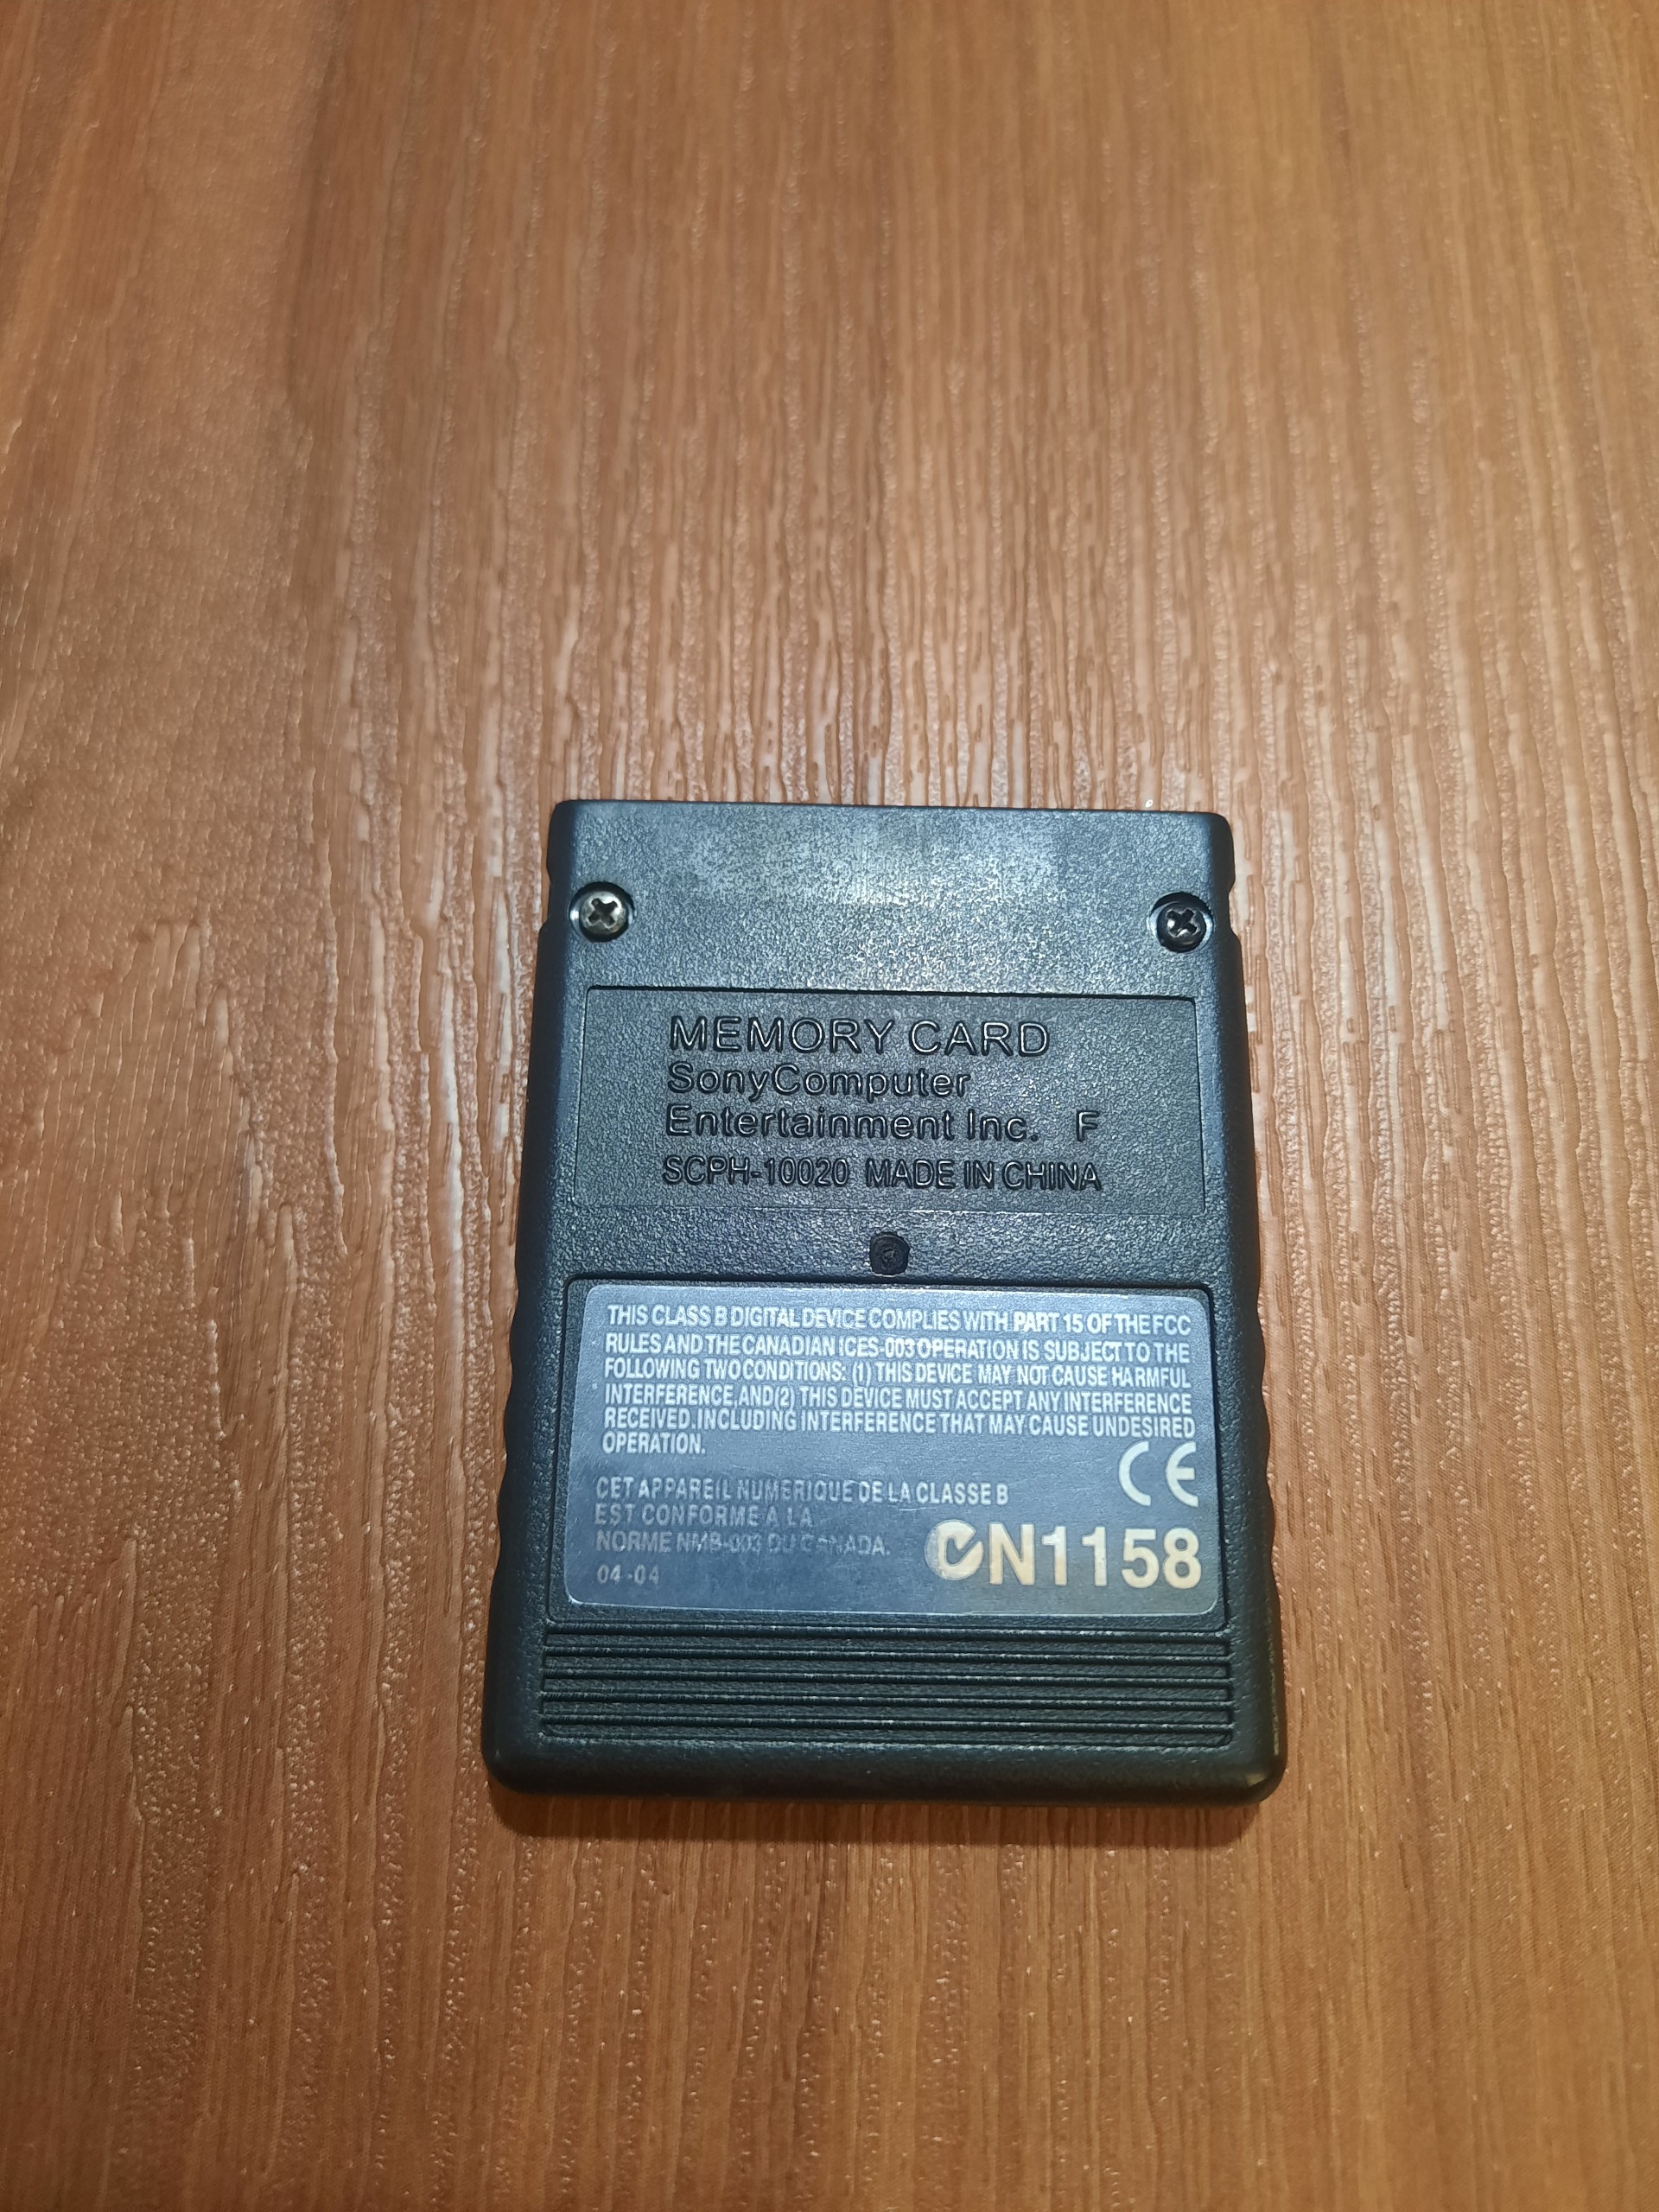 MEMORY CARD
SonyComputer
Entertainment Inc. F
SCPH-10020 MADE IN CHINA
THIS CLASS B DIGITAL DEVICE COMPLIES WITH PART 15 OF THE FCC
RULES AND THE CANADIAN ICES-003 OPERATION IS SUBJECT TO THE
FOLLOWING TWO CONDITIONS: (1) THIS DEVICE MAY NOT CAUSE HARMFUL
INTERFERENCE,AND(2) THIS DEVICE MUST ACCEPT ANY INTERFERENCE
RECEIVED.INCLUDING INTERFERENCE THAT MAY CAUSE UNDESIRED
OPERATION.
CE
CET APPAREIL NUMERIQUE DE LA CLASSE B
EST CONFORME A LA
NORME NMB-003 DU CANADA.
N1158
04-04